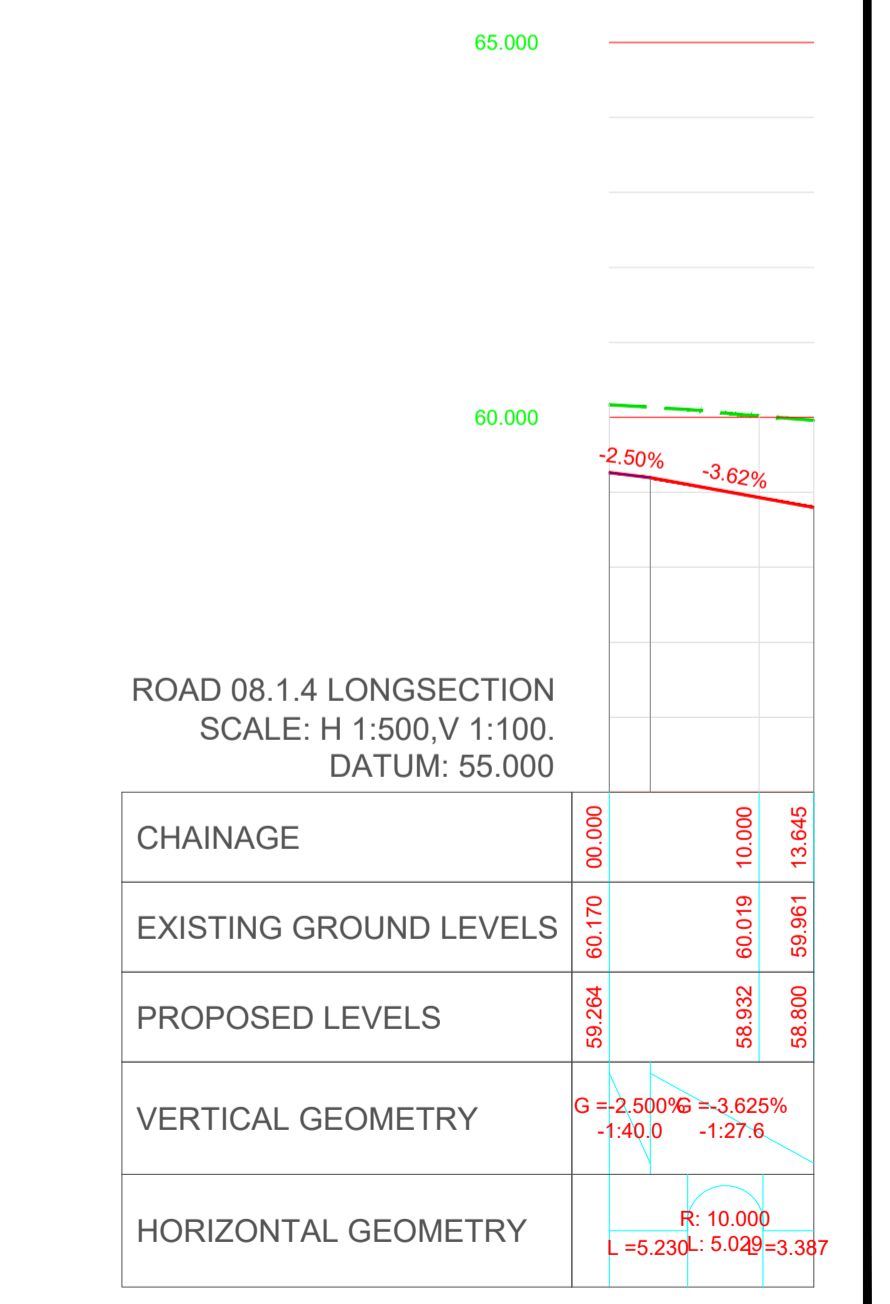 65.000
60.000
-2.50%
-3.62%
ROAD 08.1.4 LONGSECTION
SCALE: H 1:500,V 1:100.
DATUM: 55.000
CHAINAGE
00.000
10.000
13.645
EXISTING GROUND LEVELS
60.170
60.019
59.961
PROPOSED LEVELS
59.264
58.932
58.800
VERTICAL GEOMETRY
G =-2.500%
-1:40.0
G =-3.625%
-1:27.6
HORIZONTAL GEOMETRY
L =5.230
R: 10.000
L: 5.029
L =3.387